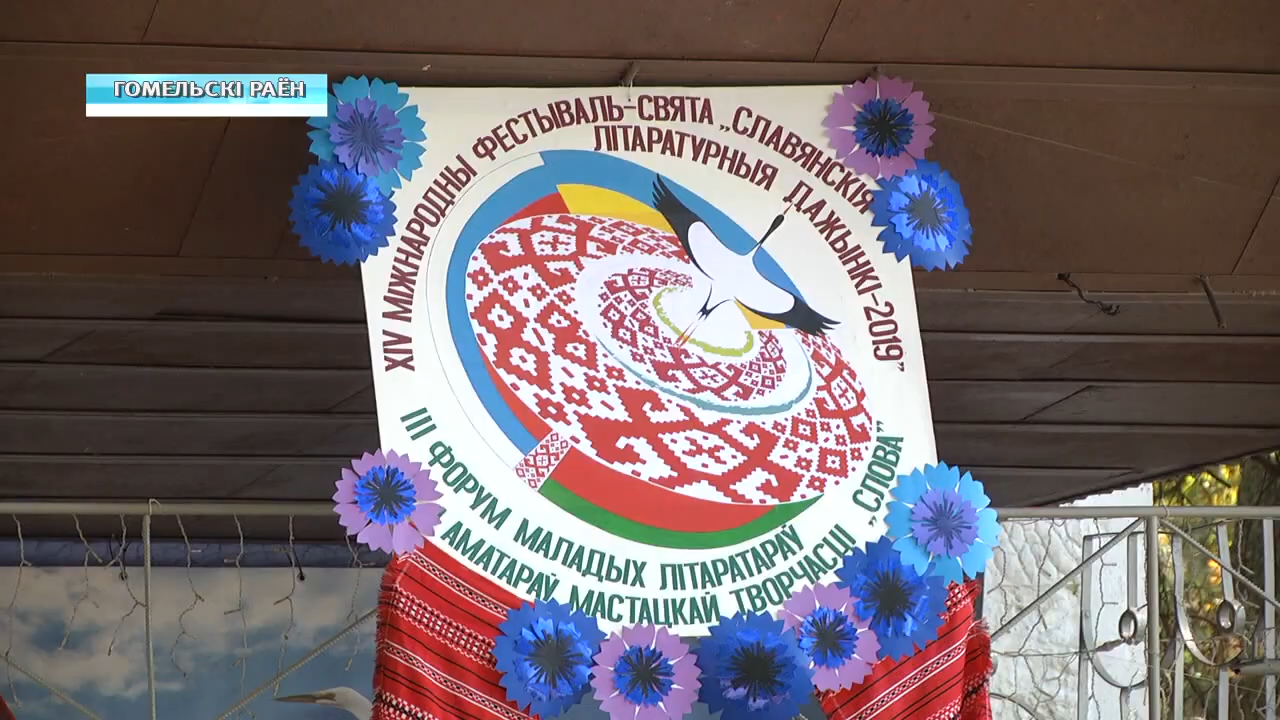 ГОМЕЛЬСКІ РАЁН
XIV МІЖНАРОДНЫ ФЕСТЫВАЛЬ-СВЯТА „СЛАВЯНСКІЯ
ЛІТАРАТУРНЫЯ ДАЖЫНКІ-2019”
III ФОРУМ МАЛАДЫХ ЛІТАРАТАРАЎ
АМАТАРАЎ МАСТАЦКАЙ ТВОРЧАСЦІ „СЛОВА”